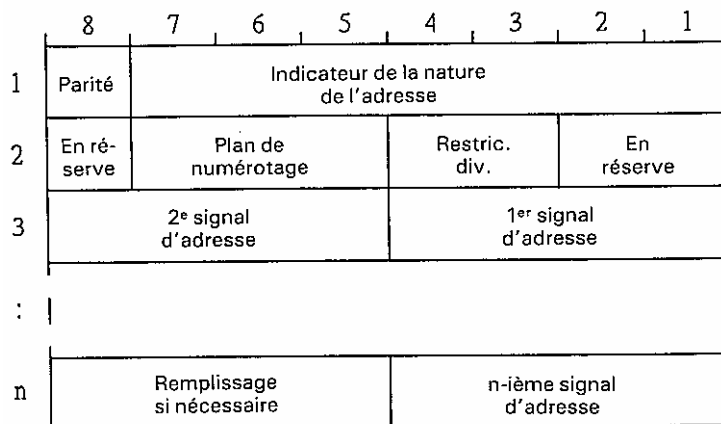 8 7 6 5 4 3 2 1
1 Parité Indicateur de la nature
de l'adresse
2 En ré-
serve Plan de
numérotage Restric.
div. En
réserve
3 2e signal
d'adresse 1er signal
d'adresse
:
n Remplissage
si nécessaire n-ième signal
d'adresse